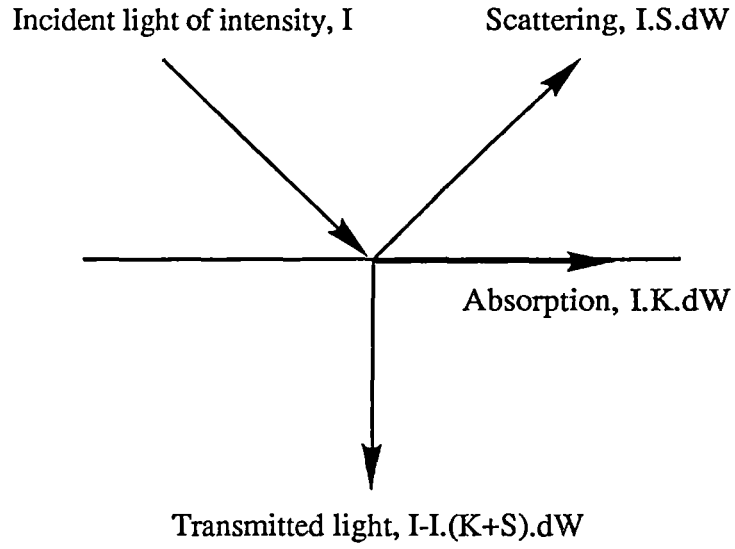 Incident light of intensity, I
Scattering, I.S.dW
Absorption, I.K.dW
Transmitted light, I-I.(K+S).dW